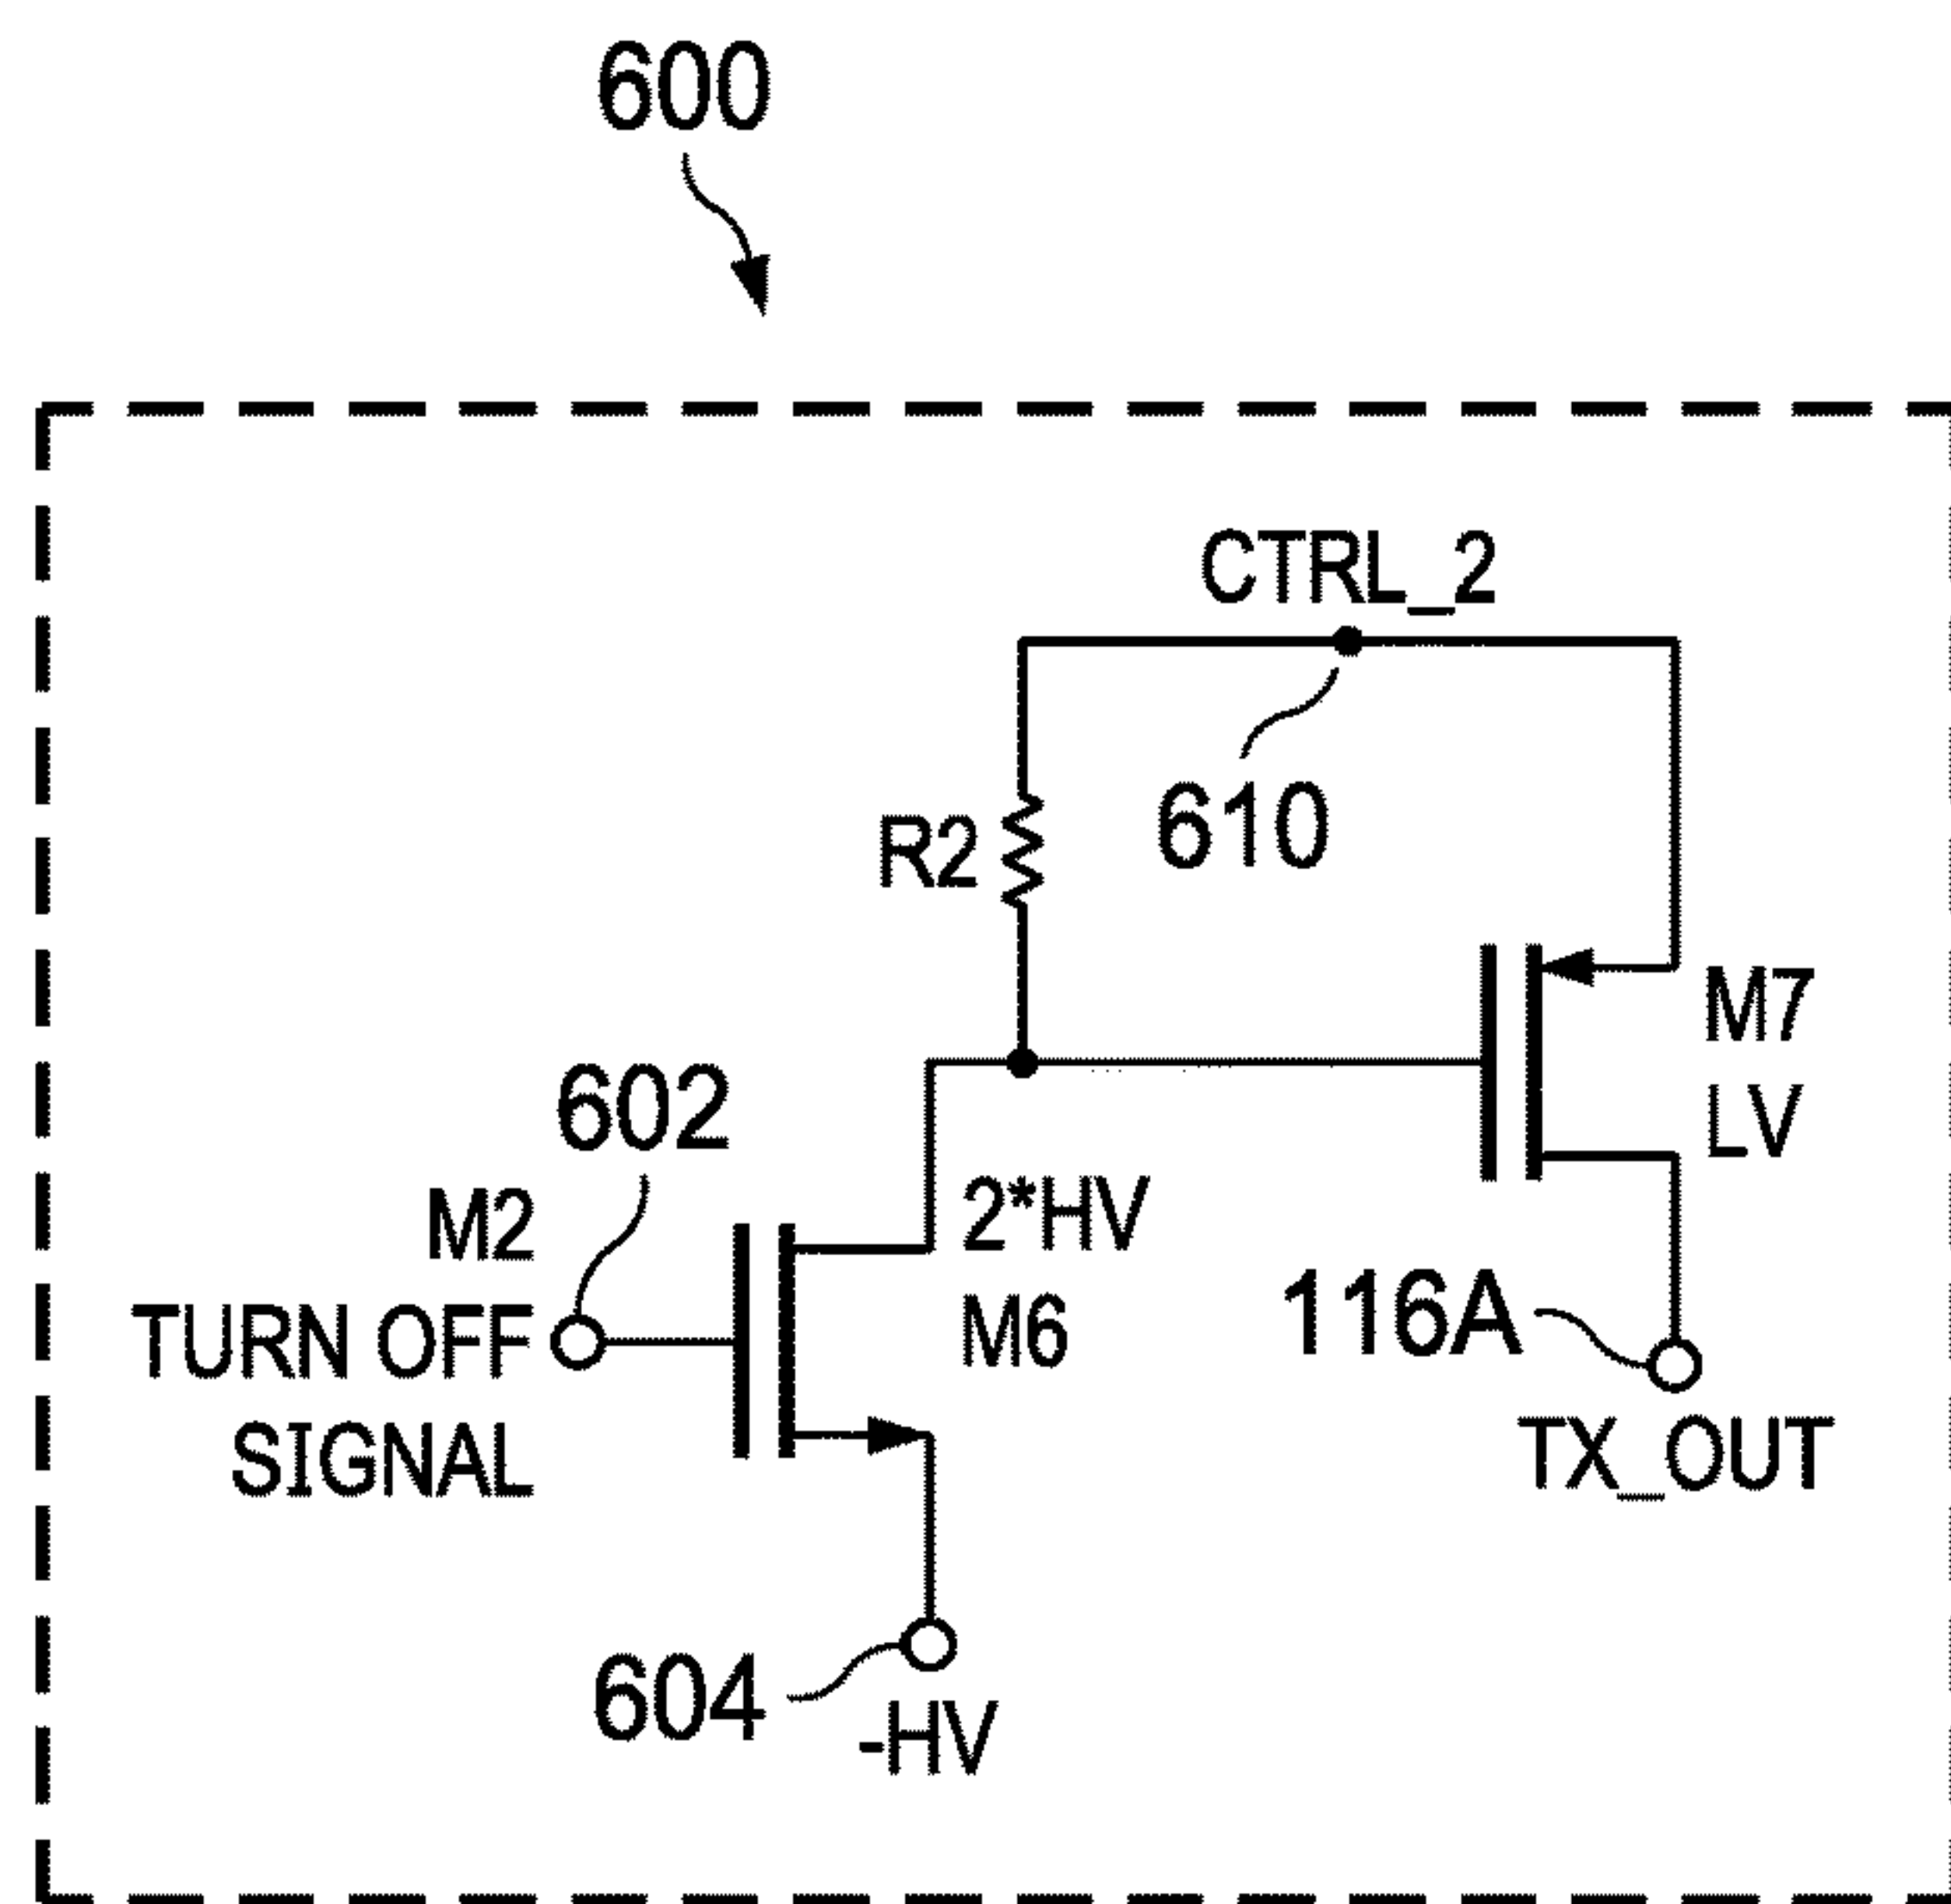 600
CTRL_2
R2
610
M7
LV
602
M2
TURN OFF
SIGNAL
2*HV
M6
116A
TX_OUT
604
-HV